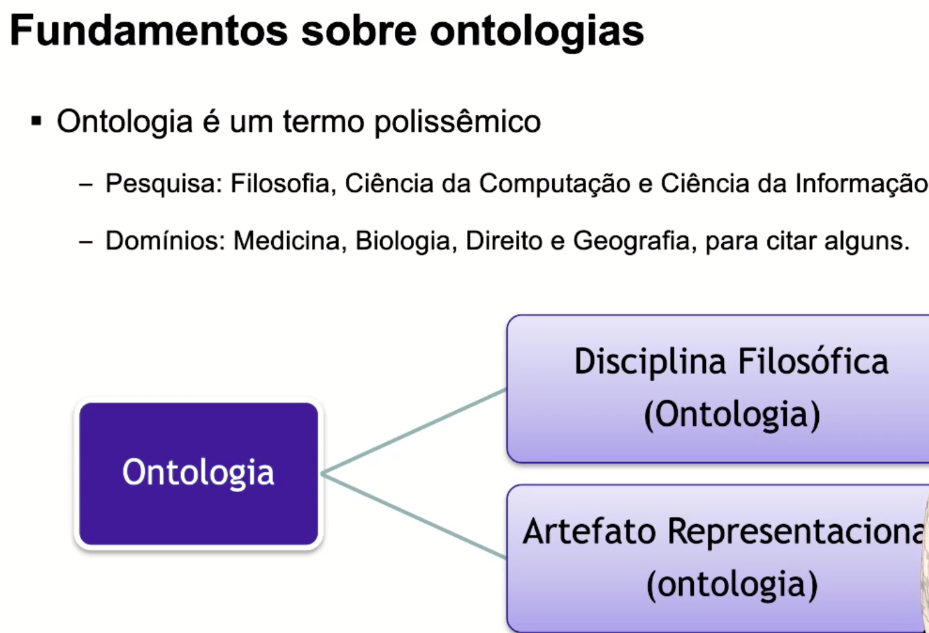 Fundamentos sobre ontologias
▪ Ontologia é um termo polissêmico
– Pesquisa: Filosofia, Ciência da Computação e Ciência da Informação
– Domínios: Medicina, Biologia, Direito e Geografia, para citar alguns.
Disciplina Filosófica
(Ontologia)
Ontologia
Artefato Representaciona
(ontologia)